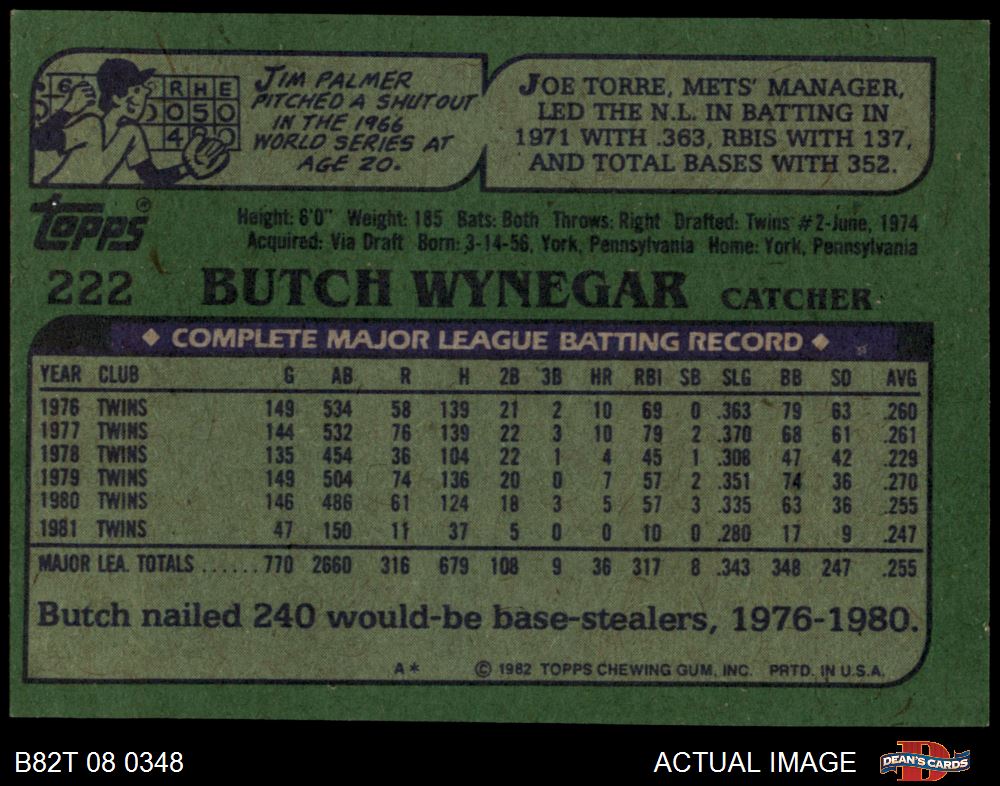 6 R H E
0 5 0
4 2 0
JIM PALMER
PITCHED A SHUTOUT
IN THE 1966
WORLD SERIES AT
AGE 20.
JOE TORRE, METS' MANAGER,
LED THE N.L. IN BATTING IN
1971 WITH .363, RBIS WITH 137,
AND TOTAL BASES WITH 352.
TOPPS®
Height: 6'0" Weight: 185 Bats: Both Throws: Right Drafted: Twins #2-June, 1974
Acquired: Via Draft Born: 3-14-56, York, Pennsylvania Home: York, Pennsylvania
222 BUTCH WYNEGAR CATCHER
◆ COMPLETE MAJOR LEAGUE BATTING RECORD ◆
YEAR CLUB G AB R H 2B 3B HR RBI SB SLG BB SO AVG
1976 TWINS 149 534 58 139 21 2 10 69 0 .363 79 63 .260
1977 TWINS 144 532 76 139 22 3 10 79 2 .370 68 61 .261
1978 TWINS 135 454 36 104 22 1 4 45 1 .308 47 42 .229
1979 TWINS 149 504 74 136 20 0 7 57 2 .351 74 36 .270
1980 TWINS 146 486 61 124 18 3 5 57 3 .335 63 36 .255
1981 TWINS 47 150 11 37 5 0 0 10 0 .280 17 9 .247
MAJOR LEA. TOTALS ......770 2660 316 679 108 9 36 317 8 .343 348 247 .255
Butch nailed 240 would-be base-stealers, 1976-1980.
A* © 1982 TOPPS CHEWING GUM, INC. PRTD. IN U.S.A.
B82T 08 0348 ACTUAL IMAGE D DEAN'S CARDS